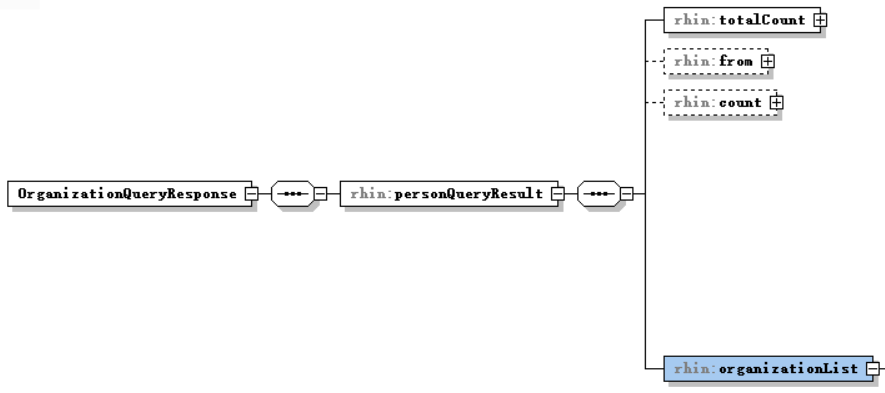 rhin:totalCount
rhin:from
rhin:count
OrganizationQueryResponse
rhin:personQueryResult
rhin:organizationList